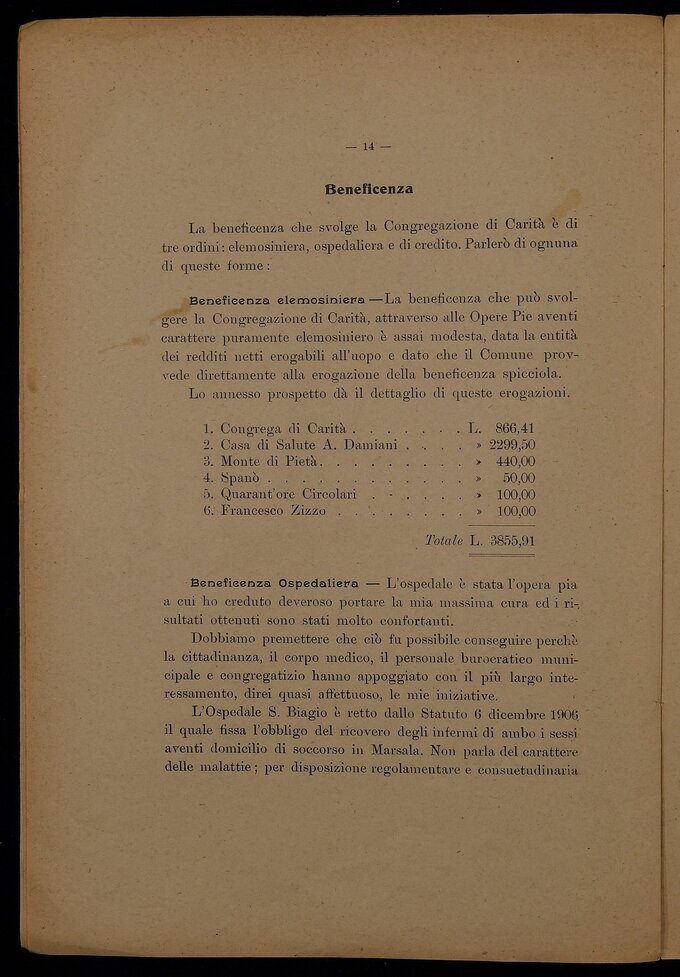 — 14 —
Beneficenza
La beneficenza che svolge la Congregazione di Carità è di
tre ordini: elemosiniera, ospedaliera e di credito. Parlerò di ognuna
di queste forme:
Beneficenza elemosiniera — La beneficenza che può svol-
gere la Congregazione di Carità, attraverso alle Opere Pie aventi
carattere puramente elemosiniero è assai modesta, data la entità
dei redditi netti erogabili all'uopo e dato che il Comune prov-
vede direttamente alla erogazione della beneficenza spicciola.
Lo annesso prospetto dà il dettaglio di queste erogazioni.
1. Congrega di Carità . . . . . . . L. 866,41
2. Casa di Salute A. Damiani . . . . » 2299,50
3. Monte di Pietà. . . . . . . . . » 440,00
4. Spanò . . . . . . . . . . . . » 50,00
5. Quarant'ore Circolari . . . . . . » 100,00
6. Francesco Zizzo . . . . . . . . » 100,00
Totale L. 3855,91
Beneficenza Ospedaliera — L'ospedale è stata l'opera pia
a cui ho creduto deveroso portare la mia massima cura ed i ri-
sultati ottenuti sono stati molto confortanti.
Dobbiamo premettere che ciò fu possibile conseguire perchè
la cittadinanza, il corpo medico, il personale burocratico muni-
cipale e congregatizio hanno appoggiato con il più largo inte-
ressamento, direi quasi affettuoso, le mie iniziative.
L'Ospedale S. Biagio è retto dallo Statuto 6 dicembre 1906
il quale fissa l'obbligo del ricovero degli infermi di ambo i sessi
aventi domicilio di soccorso in Marsala. Non parla del carattere
delle malattie; per disposizione regolamentare e consuetudinaria